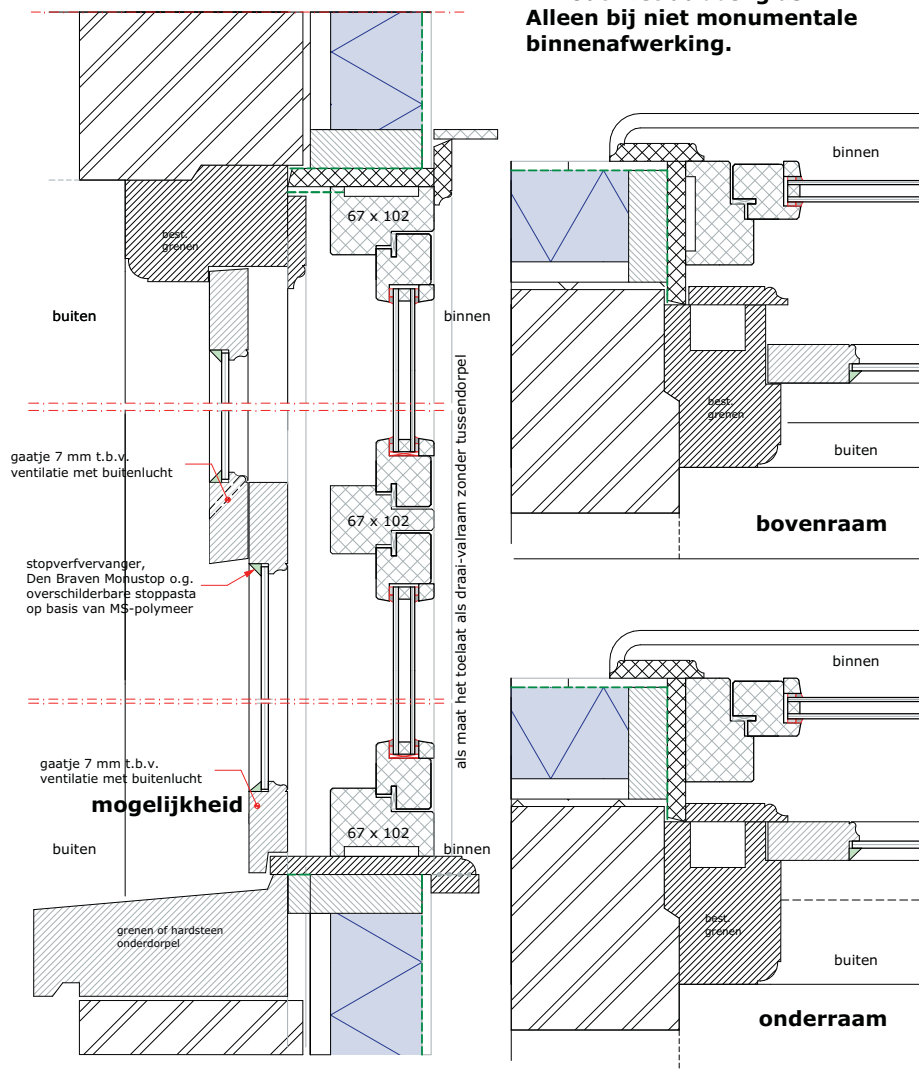 Alleen bij niet monumentale
binnenafwerking.
67 x 102
best.
grenen
buiten
binnen
gaatje 7 mm t.b.v.
ventilatie met buitenlucht
67 x 102
stopverfvervanger,
Den Braven Monustop o.g.
overschilderbare stoppasta
op basis van MS-polymeer
als maat het toelaat als draai-valraam zonder tussendorpel
gaatje 7 mm t.b.v.
ventilatie met buitenlucht
mogelijkheid
67 x 102
buiten
binnen
grenen of hardsteen
onderdorpel
binnen
best.
grenen
buiten
bovenraam
binnen
best.
grenen
buiten
onderraam